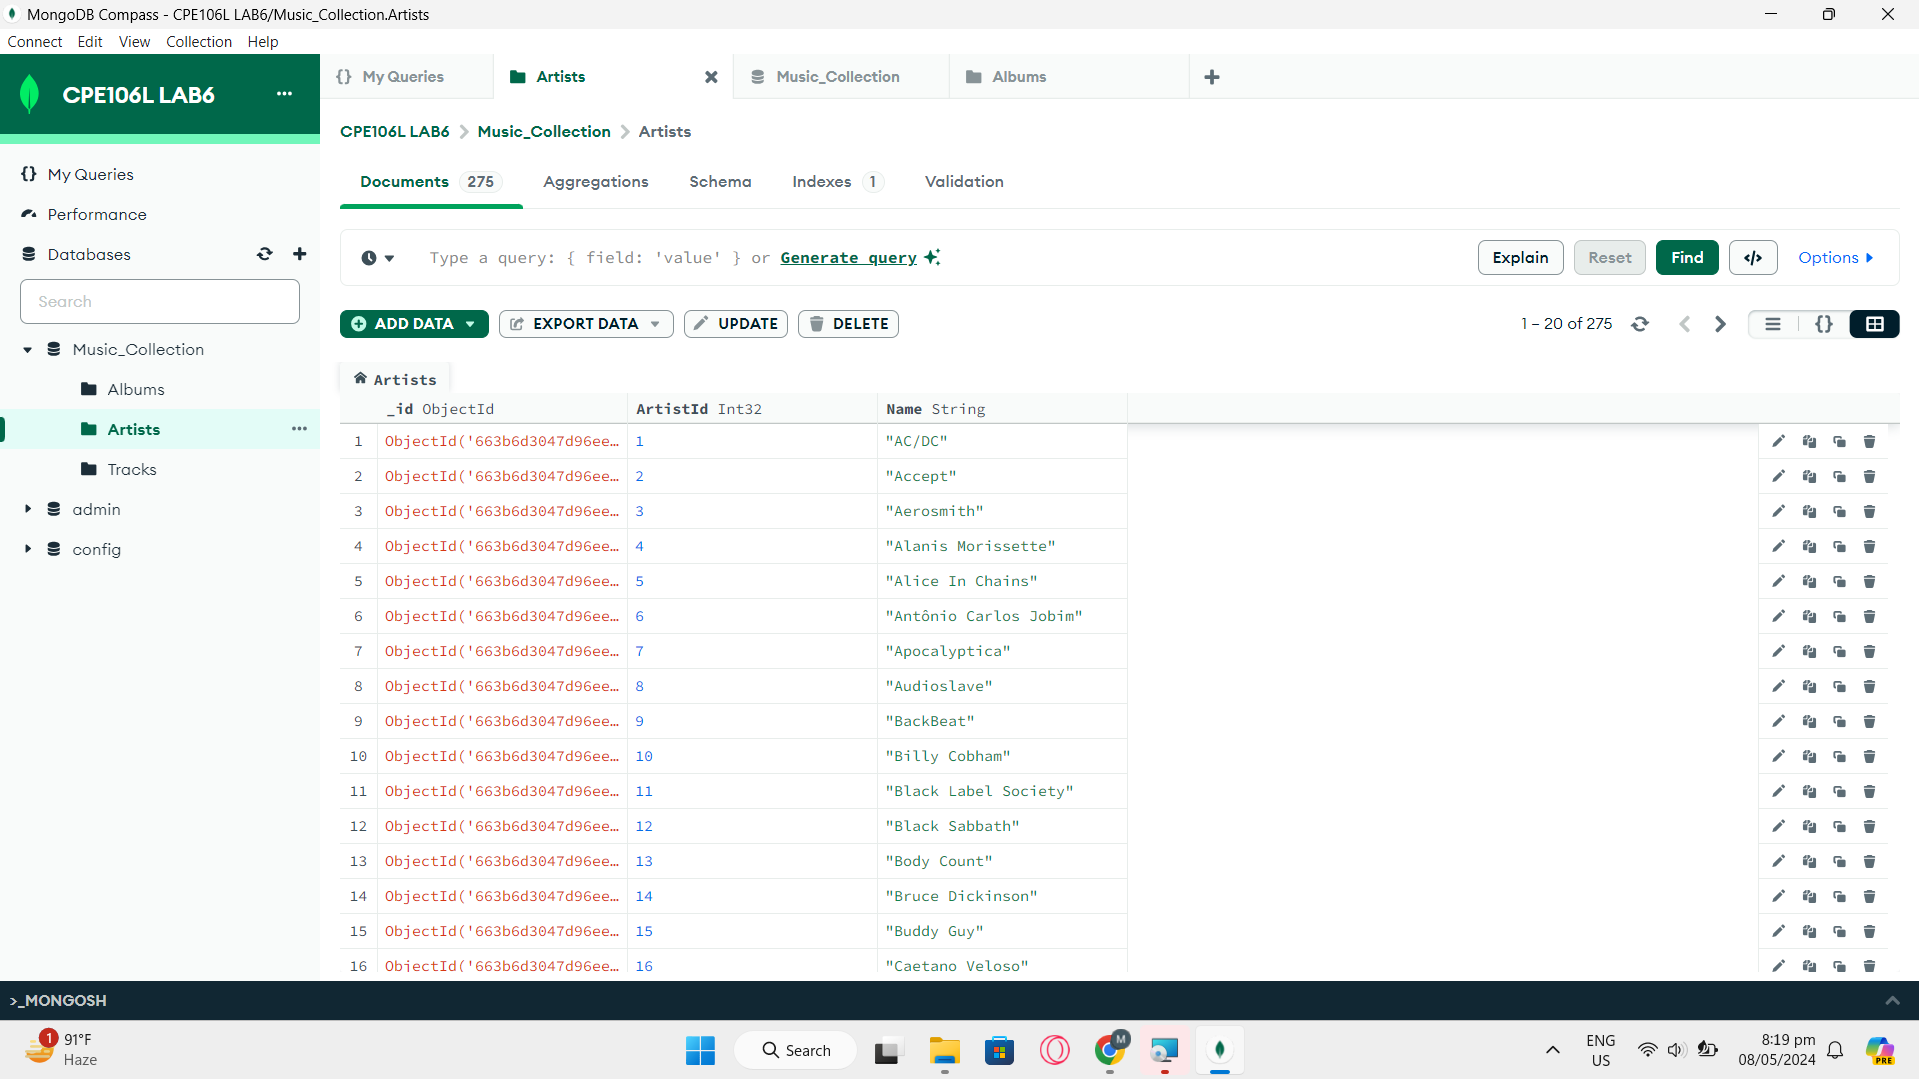 MongoDB Compass - CPE106L LAB6/Music_Collection.Artists
Connect Edit View Collection Help
CPE106L LAB6
My Queries
Artists
Music_Collection
Albums
CPE106L LAB6 > Music_Collection > Artists
My Queries
Performance
Databases
Search
Music_Collection
Albums
Artists
Tracks
admin
config
Documents 275 Aggregations Schema Indexes 1 Validation
Type a query: { field: 'value' } or Generate query
Explain Reset Find </> Options
ADD DATA EXPORT DATA UPDATE DELETE
1 – 20 of 275
{}
Artists
_id ObjectId ArtistId Int32 Name String
1 ObjectId('663b6d3047d96ee… 1 "AC/DC"
2 ObjectId('663b6d3047d96ee… 2 "Accept"
3 ObjectId('663b6d3047d96ee… 3 "Aerosmith"
4 ObjectId('663b6d3047d96ee… 4 "Alanis Morissette"
5 ObjectId('663b6d3047d96ee… 5 "Alice In Chains"
6 ObjectId('663b6d3047d96ee… 6 "Antônio Carlos Jobim"
7 ObjectId('663b6d3047d96ee… 7 "Apocalyptica"
8 ObjectId('663b6d3047d96ee… 8 "Audioslave"
9 ObjectId('663b6d3047d96ee… 9 "BackBeat"
10 ObjectId('663b6d3047d96ee… 10 "Billy Cobham"
11 ObjectId('663b6d3047d96ee… 11 "Black Label Society"
12 ObjectId('663b6d3047d96ee… 12 "Black Sabbath"
13 ObjectId('663b6d3047d96ee… 13 "Body Count"
14 ObjectId('663b6d3047d96ee… 14 "Bruce Dickinson"
15 ObjectId('663b6d3047d96ee… 15 "Buddy Guy"
16 ObjectId('663b6d3047d96ee… 16 "Caetano Veloso"
>_MONGOSH
1
91°F
Haze
Search
M
ENG
US
8:19 pm
08/05/2024
PRE